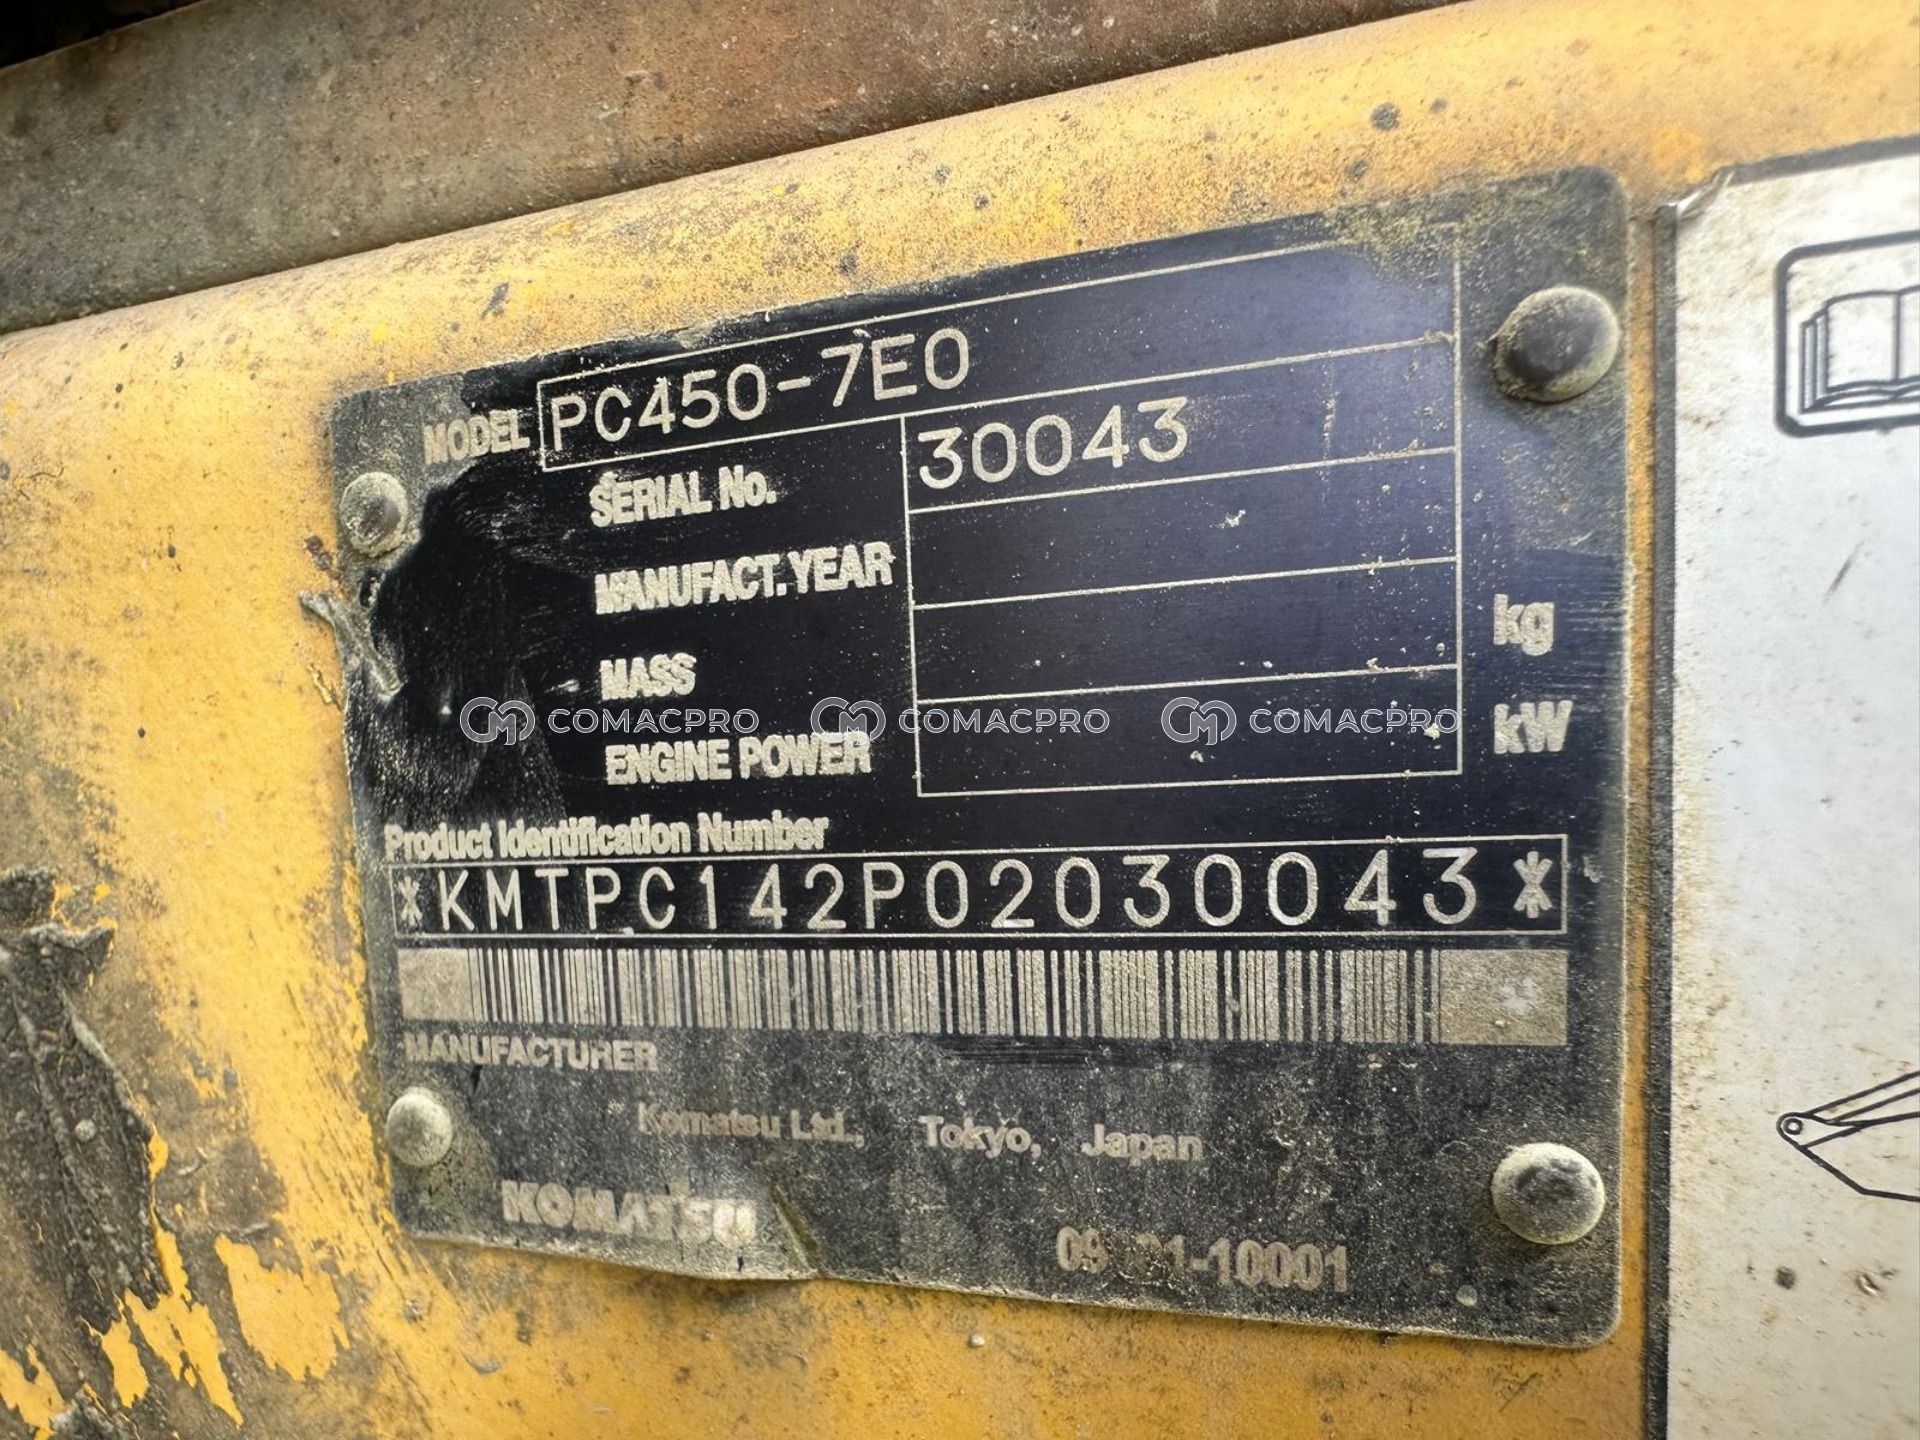 MODEL PC450-7E0
SERIAL No. 30043
MANUFACT. YEAR
MASS kg
ENGINE POWER kW
COMACPRO COMACPRO COMACPRO
Product Identification Number
*KMTPC142P02030043*
MANUFACTURER
Komatsu Ltd., Tokyo, Japan
KOMATSU